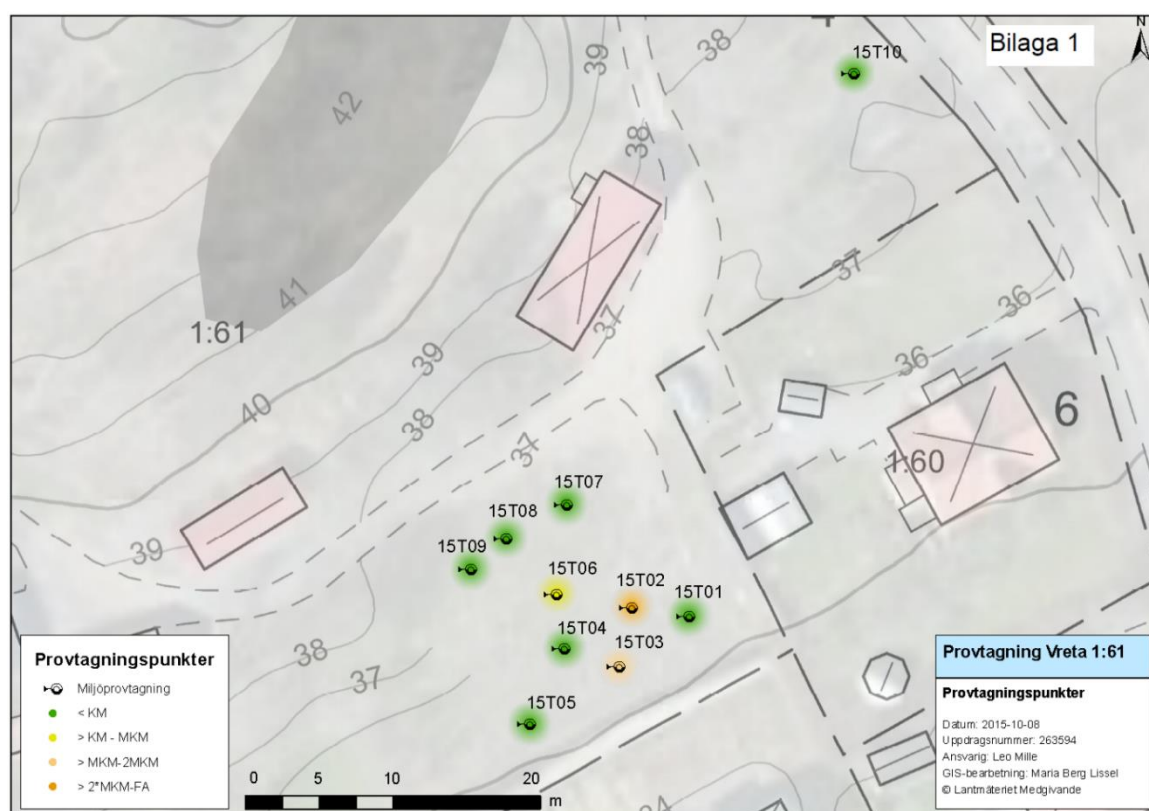 Bilaga 1
N
15T10
38
39
38
42
37
41
1:61
37
36
39
36
40
38
6
37
1:60
15T07
15T08
15T09
39
15T06
15T02
15T01
15T04
15T03
38
37
15T05
34
Provtagningspunkter
Miljöprovtagning
< KM
> KM - MKM
> MKM-2MKM
> 2*MKM-FA
0 5 10 20
m
Provtagning Vreta 1:61
Provtagningspunkter
Datum: 2015-10-08
Uppdragsnummer: 263594
Ansvarig: Leo Mille
GIS-bearbetning: Maria Berg Lissel
© Lantmäteriet Medgivande